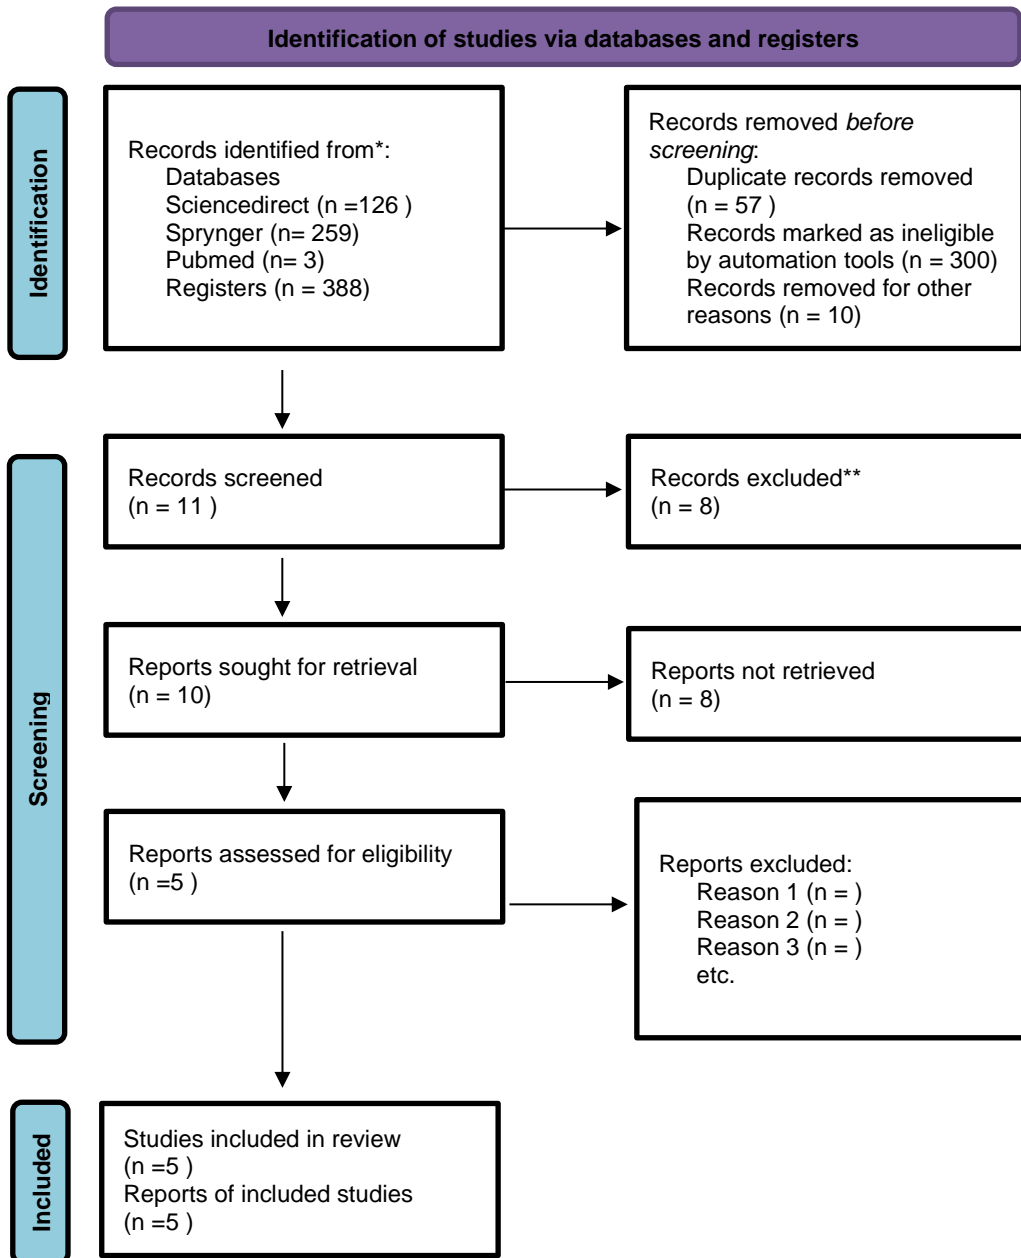 Identification of studies via databases and registers
Identification
Records identified from*:
Databases
Sciencedirect (n =126 )
Sprynger (n= 259)
Pubmed (n= 3)
Registers (n = 388)
Records removed before
screening:
Duplicate records removed
(n = 57 )
Records marked as ineligible
by automation tools (n = 300)
Records removed for other
reasons (n = 10)
Screening
Records screened
(n = 11 )
Records excluded**
(n = 8)
Reports sought for retrieval
(n = 10)
Reports not retrieved
(n = 8)
Reports assessed for eligibility
(n =5 )
Reports excluded:
Reason 1 (n = )
Reason 2 (n = )
Reason 3 (n = )
etc.
Included
Studies included in review
(n =5 )
Reports of included studies
(n =5 )